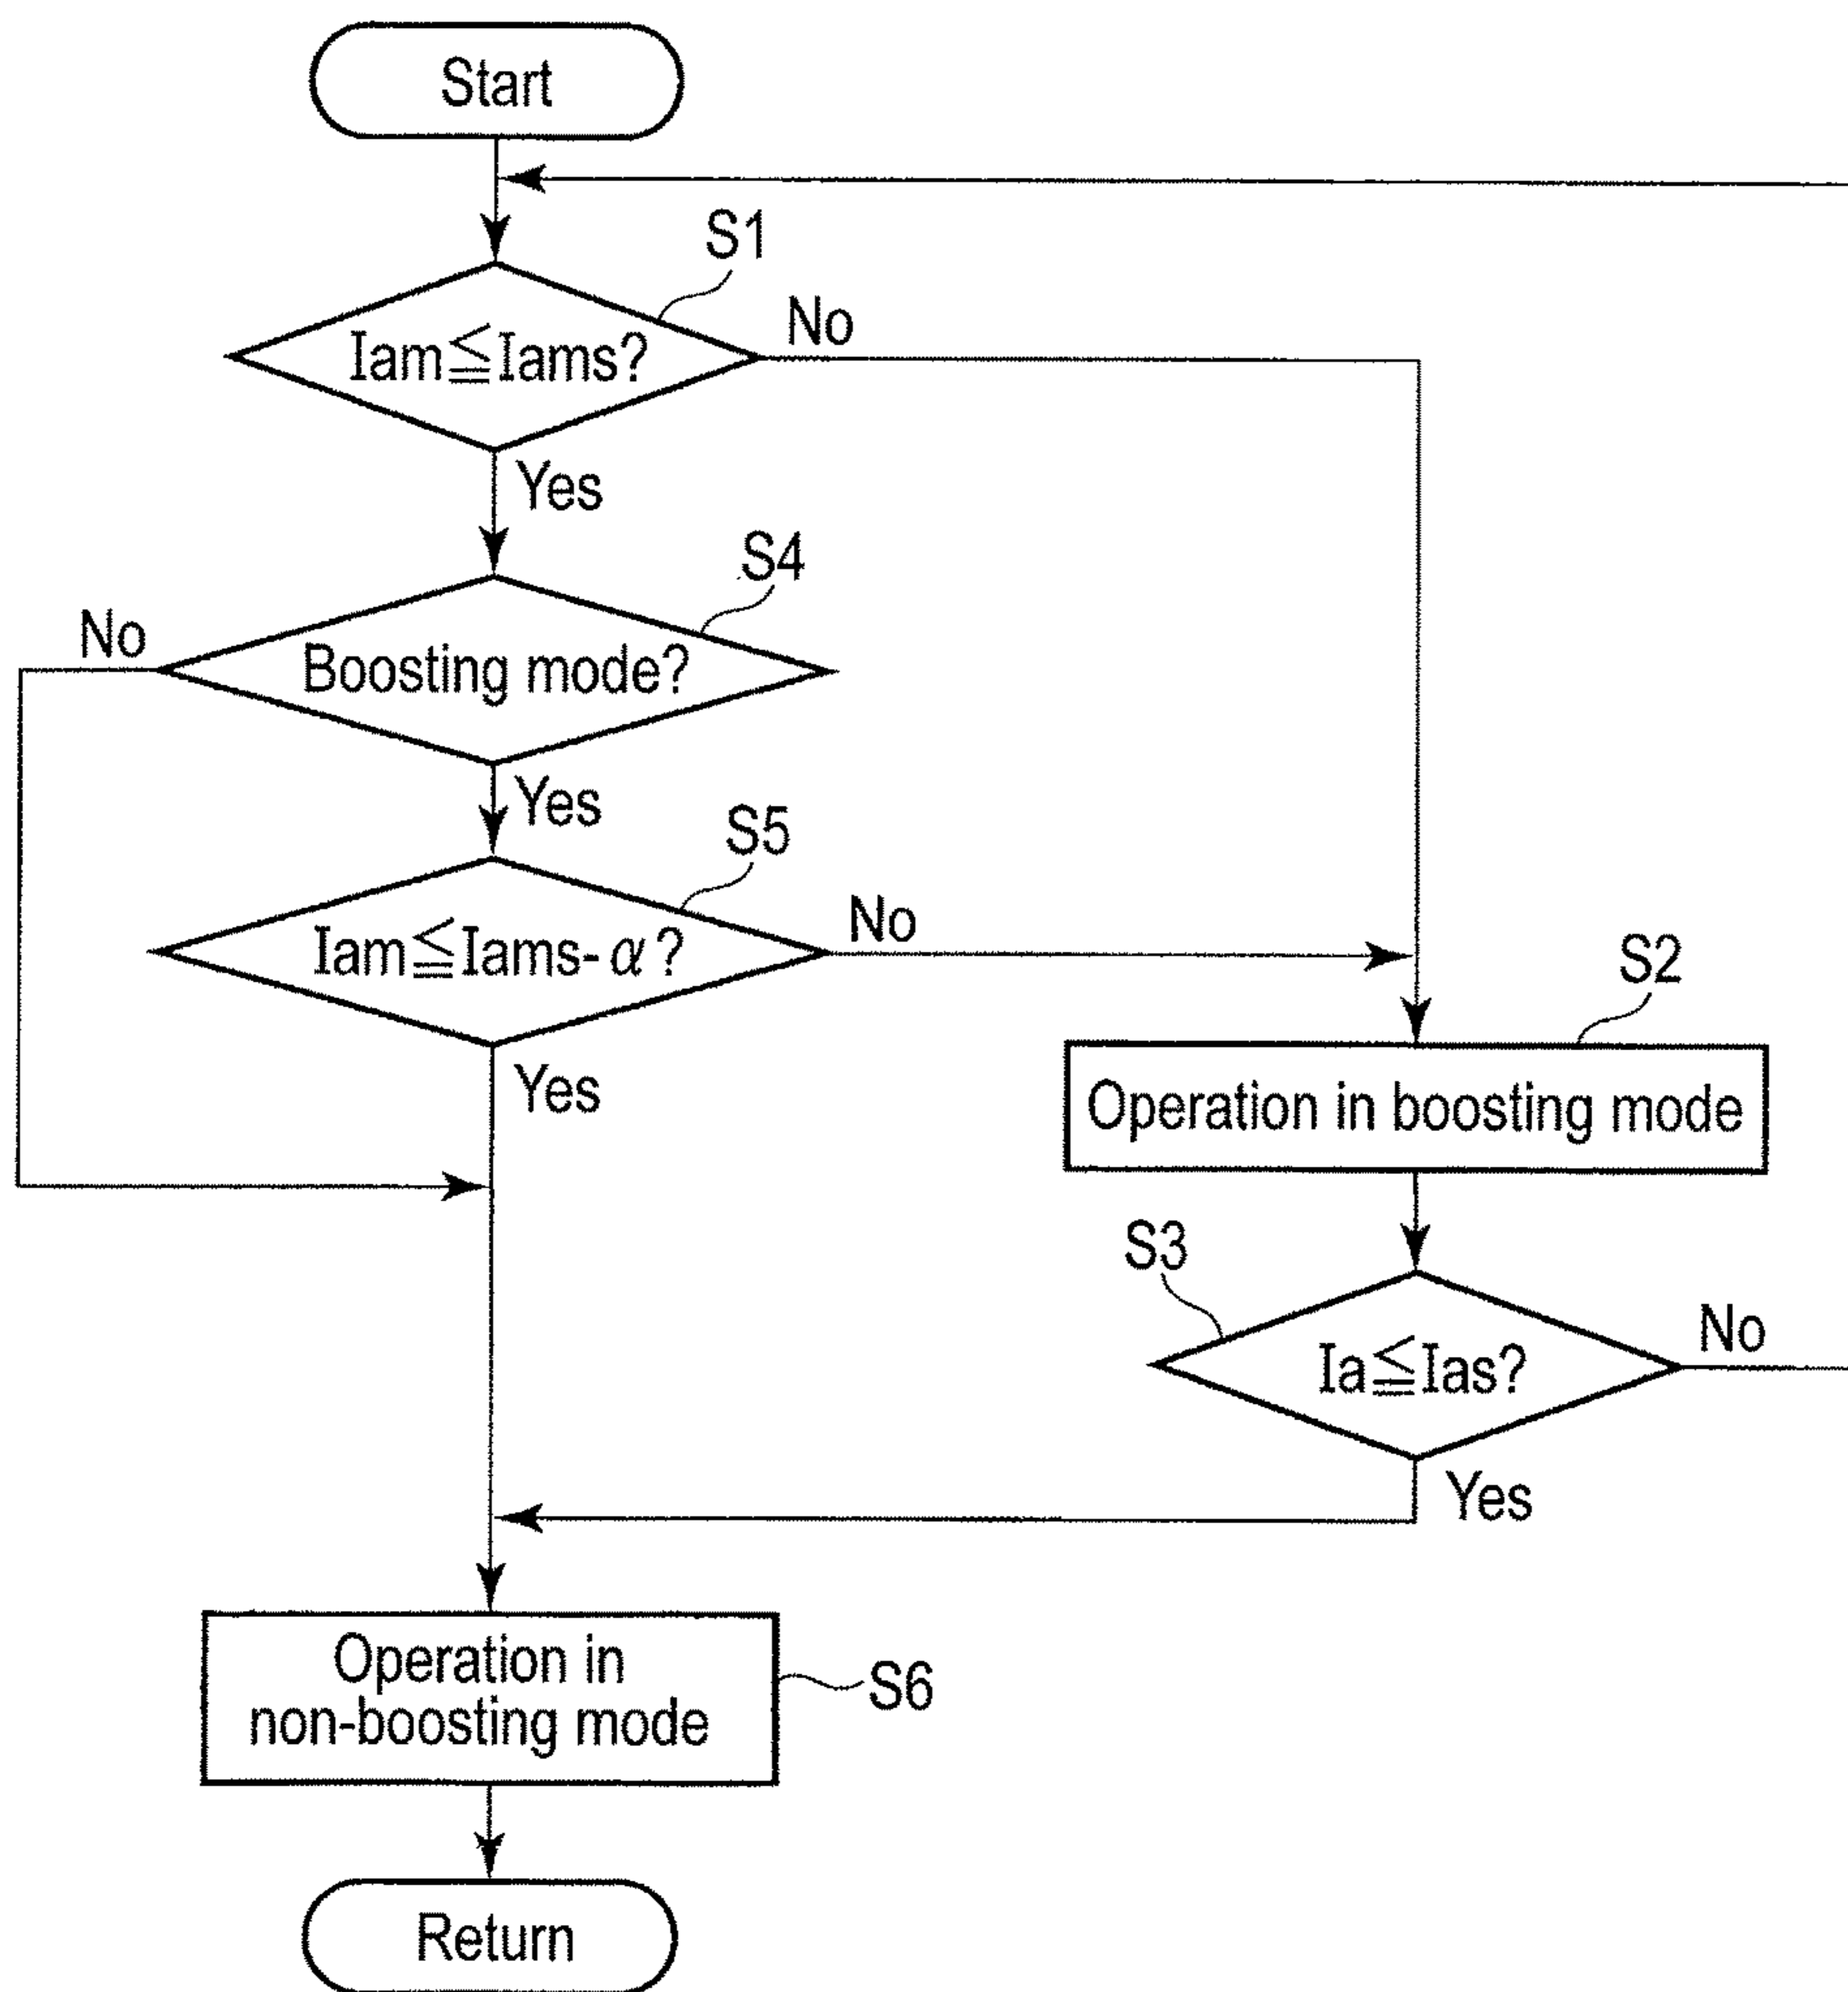 Start
S1
Iam≦Iams?
No
Yes
S4
No
Boosting mode?
Yes
S5
Iam≦Iams-α?
No
Yes
S2
Operation in boosting mode
S3
Ia≦Ias?
No
Yes
Operation in
non-boosting mode
S6
Return